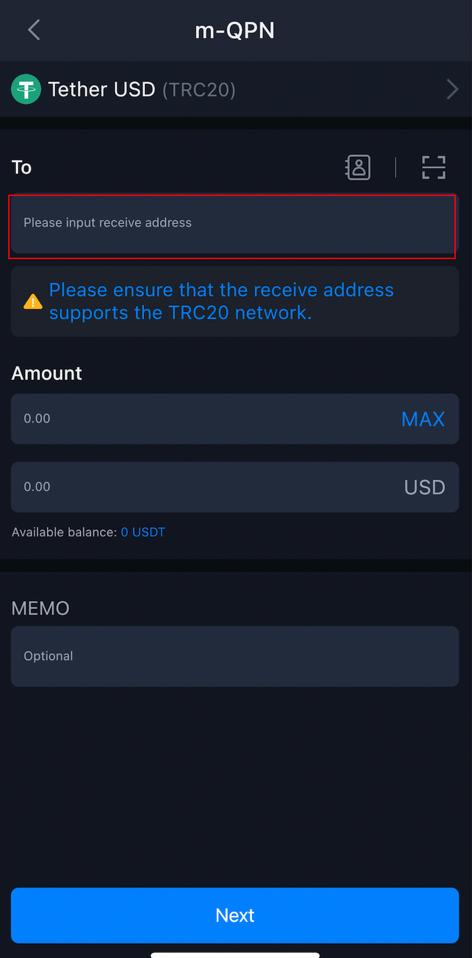 m-QPN
Tether USD (TRC20)
To
Please input receive address
Please ensure that the receive address
supports the TRC20 network.
Amount
0.00 MAX
0.00 USD
Available balance: 0 USDT
MEMO
Optional
Next